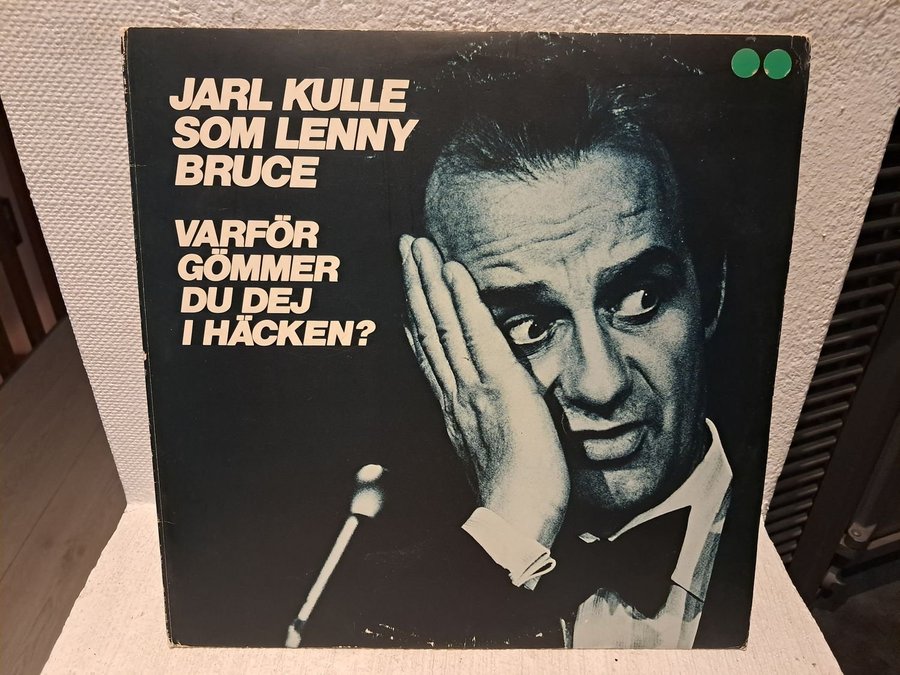 JARL KULLE
SOM LENNY
BRUCE
VARFÖR
GÖMMER
DU DEJ
I HÄCKEN?